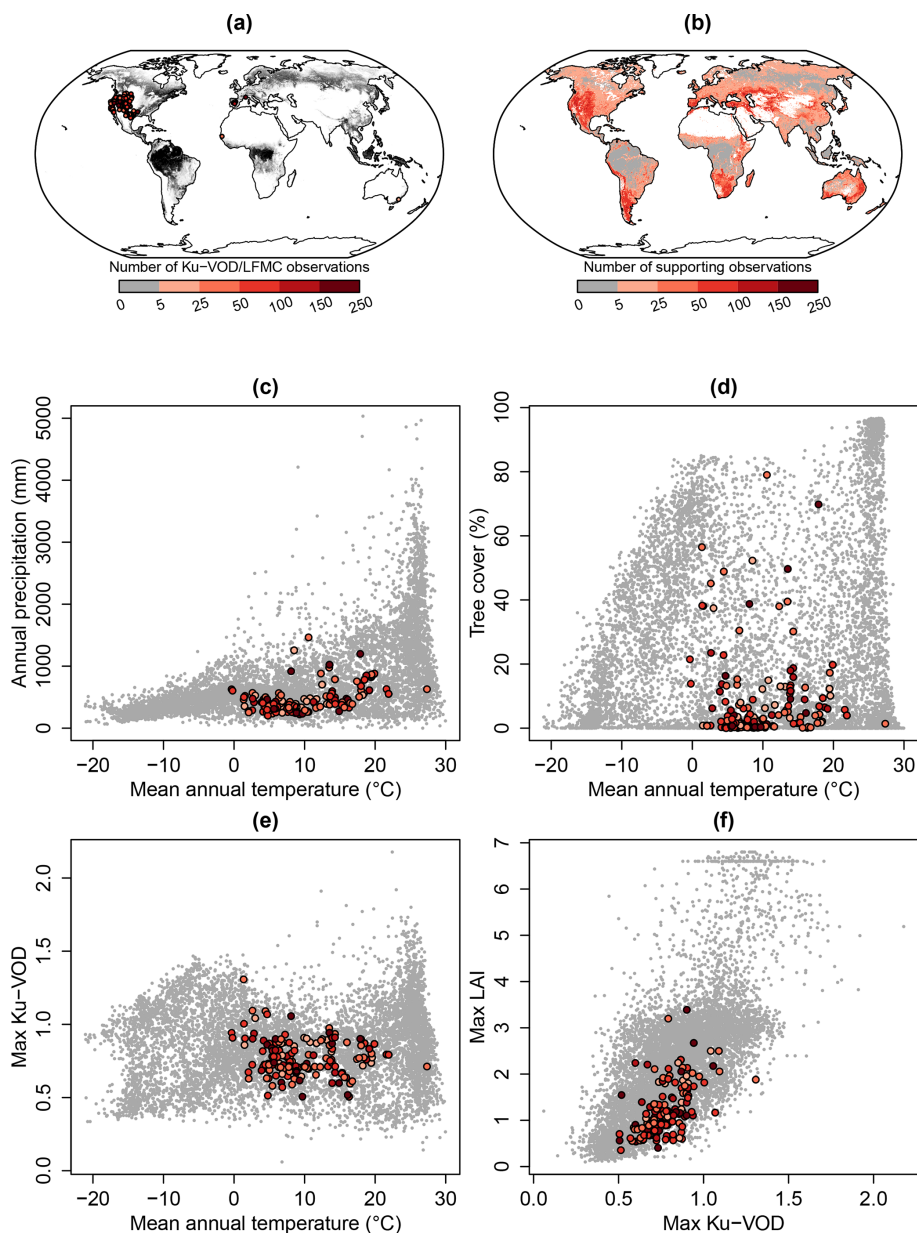 (a)
(b)
Number of Ku−VOD/LFMC observations
0 5 25 50 100 150 250
Number of supporting observations
0 5 25 50 100 150 250
(c)
Annual precipitation (mm)
5000
4000
3000
2000
1000
0
−20 −10 0 10 20 30
Mean annual temperature (°C)
(d)
Tree cover (%)
100
80
60
40
20
0
−20 −10 0 10 20 30
Mean annual temperature (°C)
(e)
Max Ku−VOD
2.0
1.5
1.0
0.5
0.0
−20 −10 0 10 20 30
Mean annual temperature (°C)
(f)
Max LAI
7
6
5
4
3
2
1
0
0.0 0.5 1.0 1.5 2.0
Max Ku−VOD